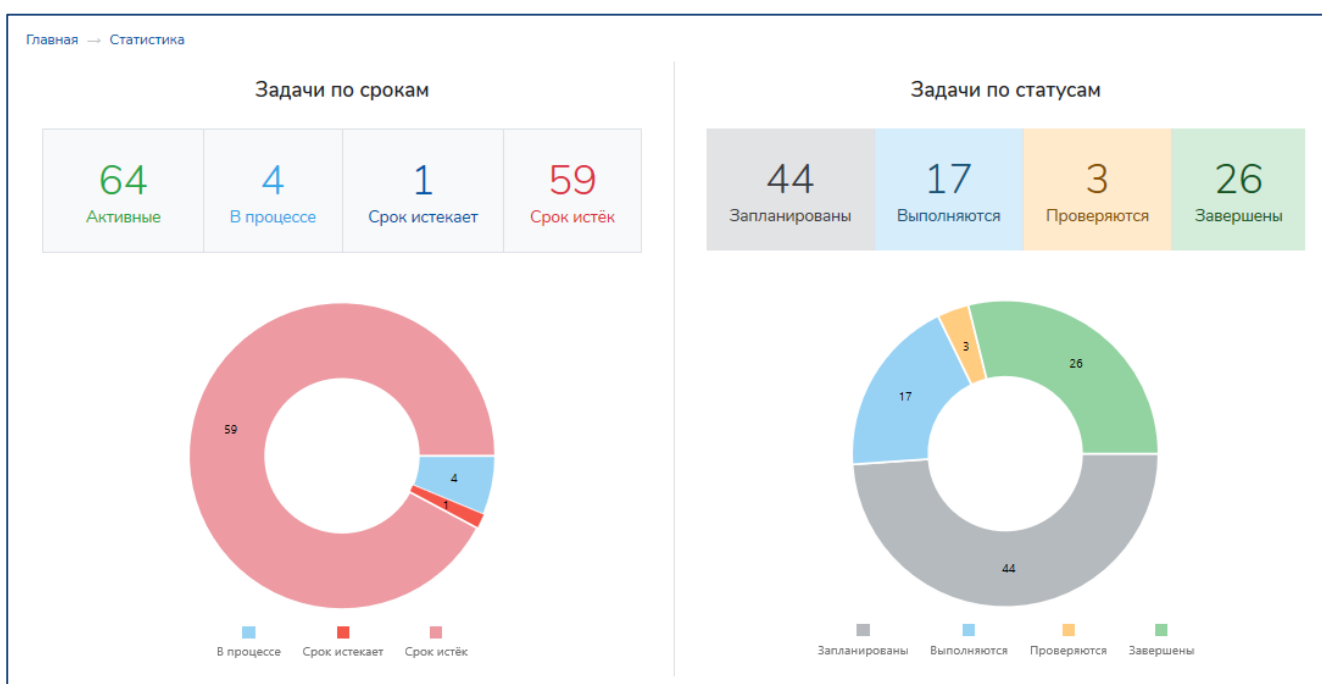 Главная → Статистика
Задачи по срокам
64 4 1 59
Активные В процессе Срок истекает Срок истёк
59
4
1
В процессе Срок истекает Срок истёк
Задачи по статусам
44 17 3 26
Запланированы Выполняются Проверяются Завершены
3
26
17
44
Запланированы Выполняются Проверяются Завершены